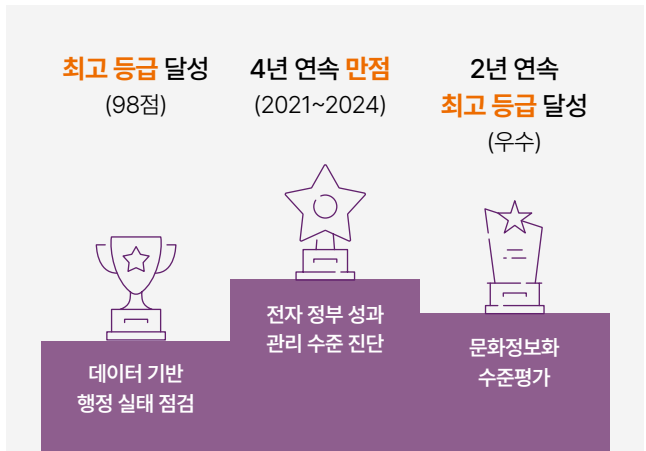 최고 등급 달성
(98점)
4년 연속 만점
(2021~2024)
2년 연속
최고 등급 달성
(우수)
데이터 기반
행정 실태 점검
전자 정부 성과
관리 수준 진단
문화정보화
수준평가